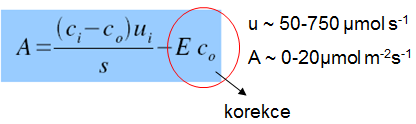 A = (c_i − c_o) u_i / s − E c_o
u ~ 50-750 µmol s⁻¹
A ~ 0-20µmol m⁻²s⁻¹
korekce